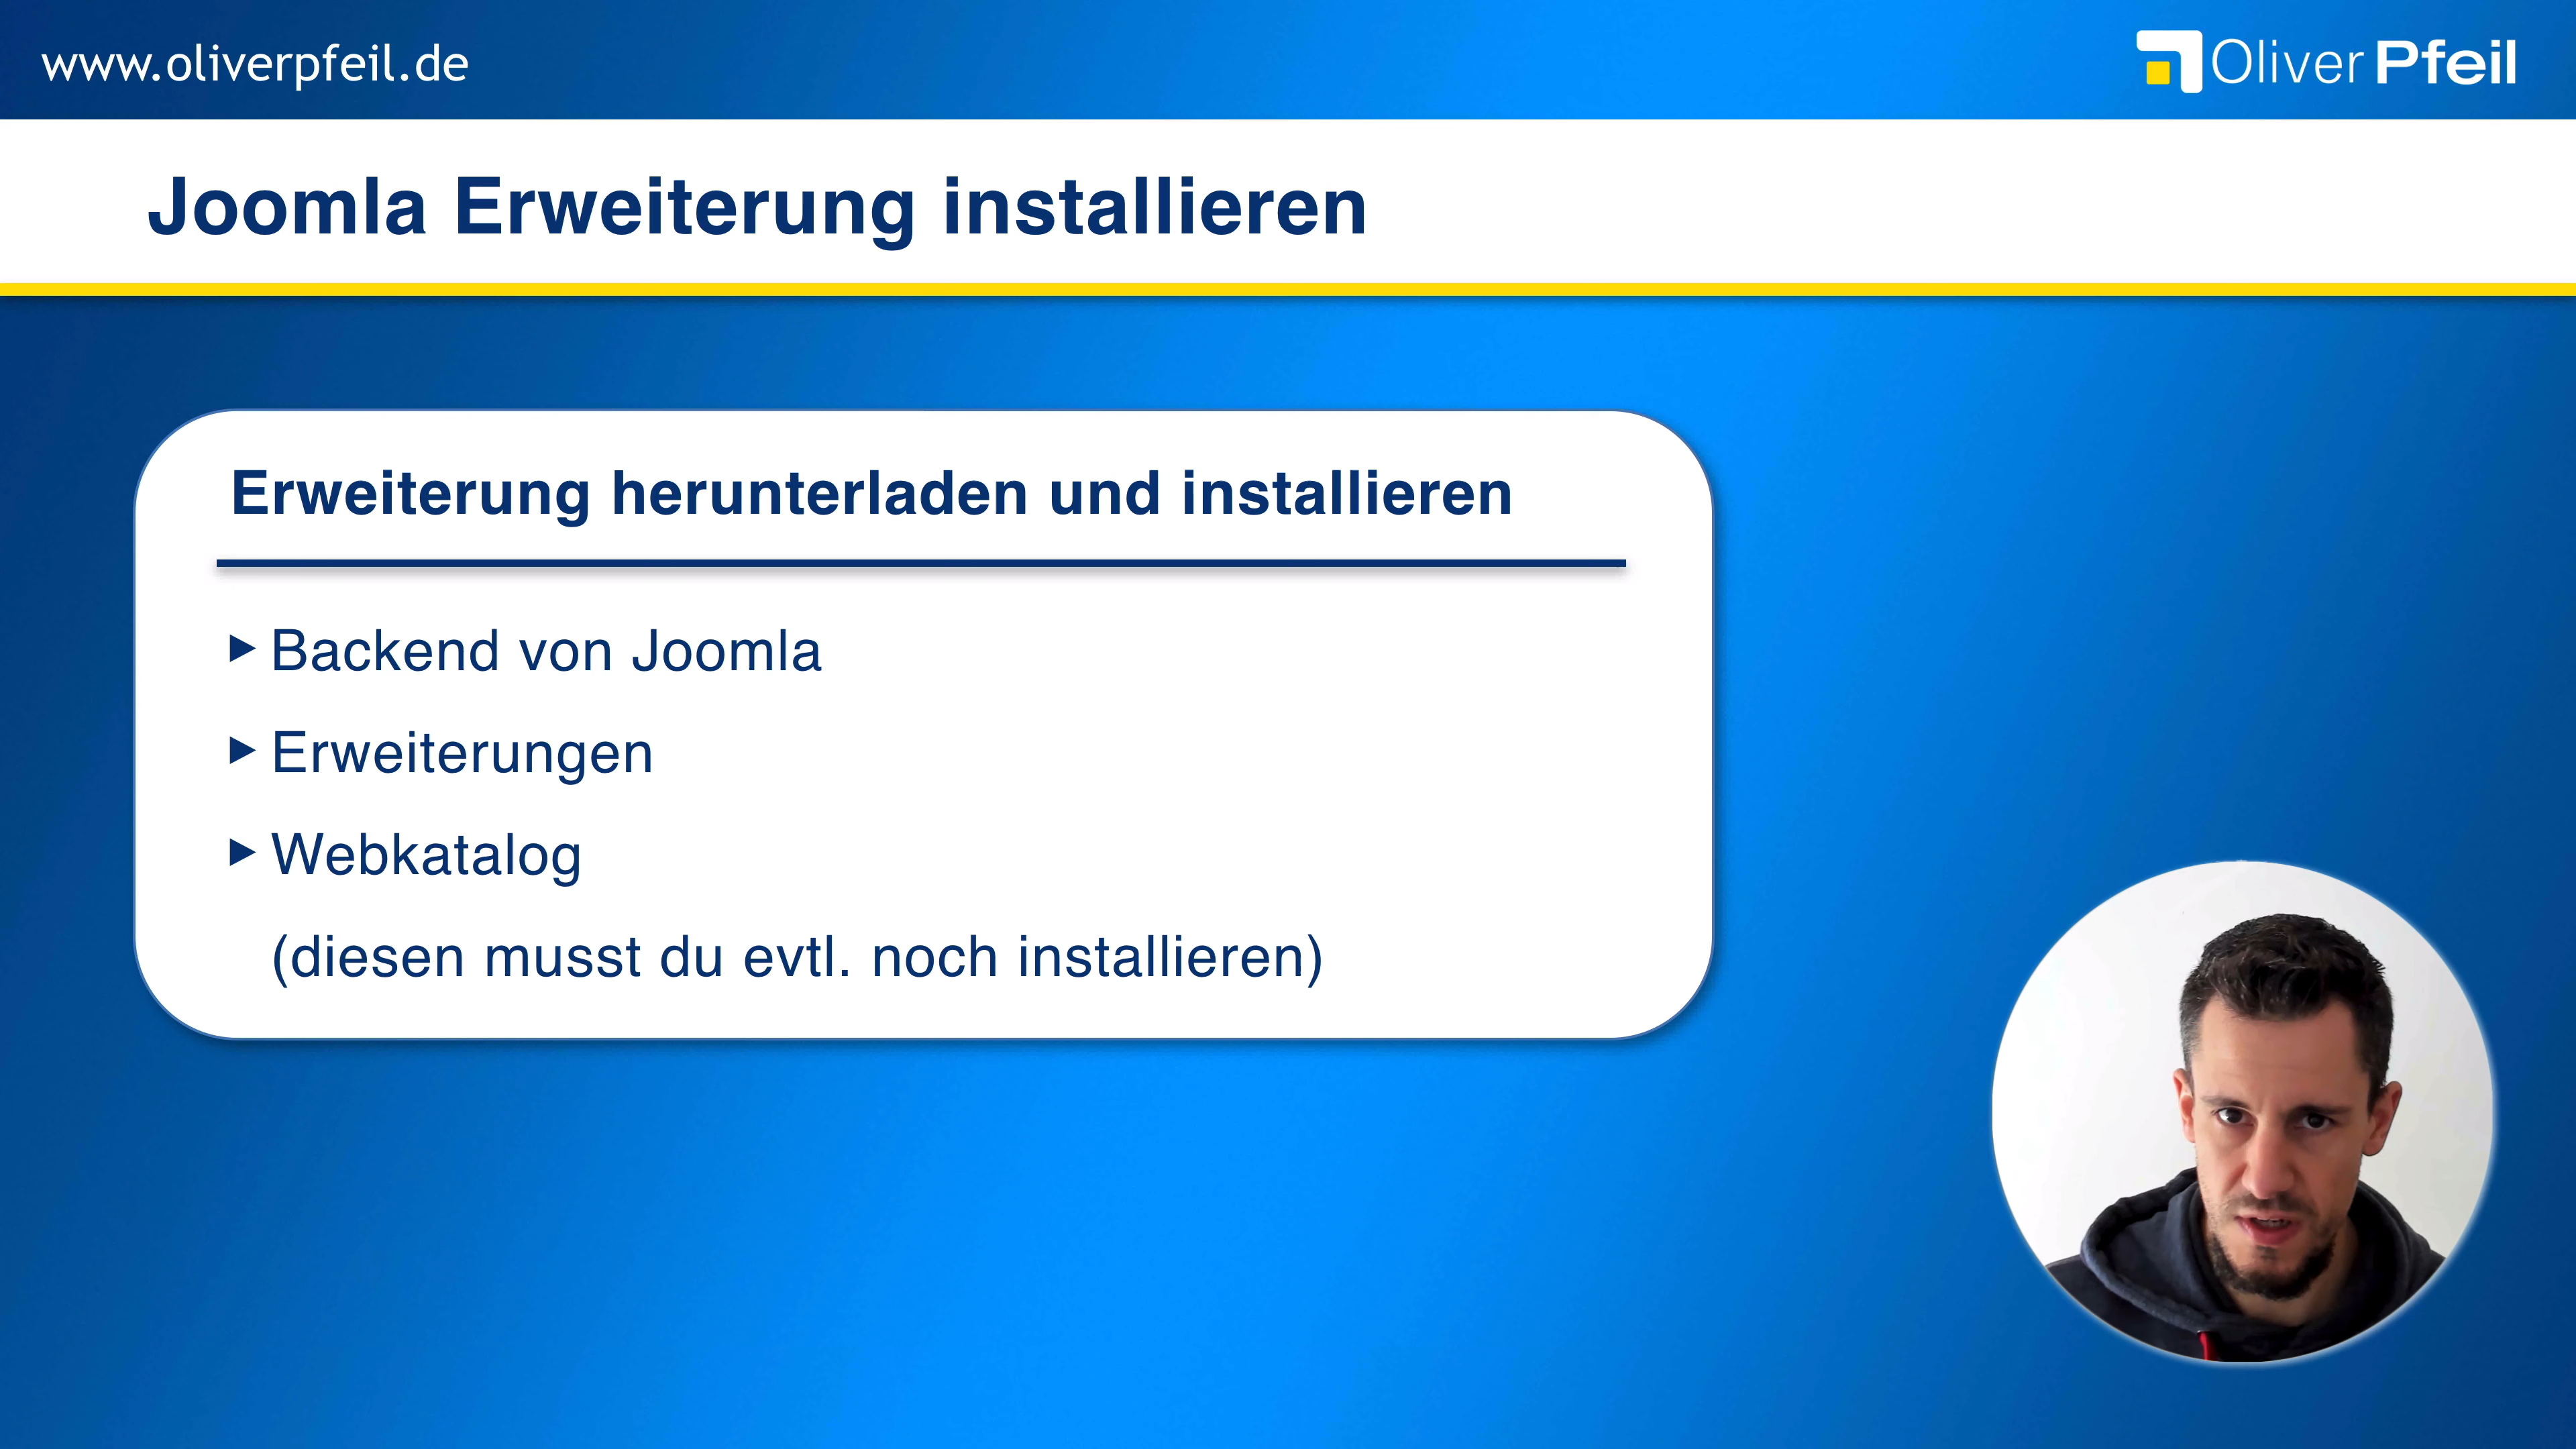 www.oliverpfeil.de
Oliver Pfeil
Joomla Erweiterung installieren
Erweiterung herunterladen und installieren
► Backend von Joomla
► Erweiterungen
► Webkatalog
(diesen musst du evtl. noch installieren)